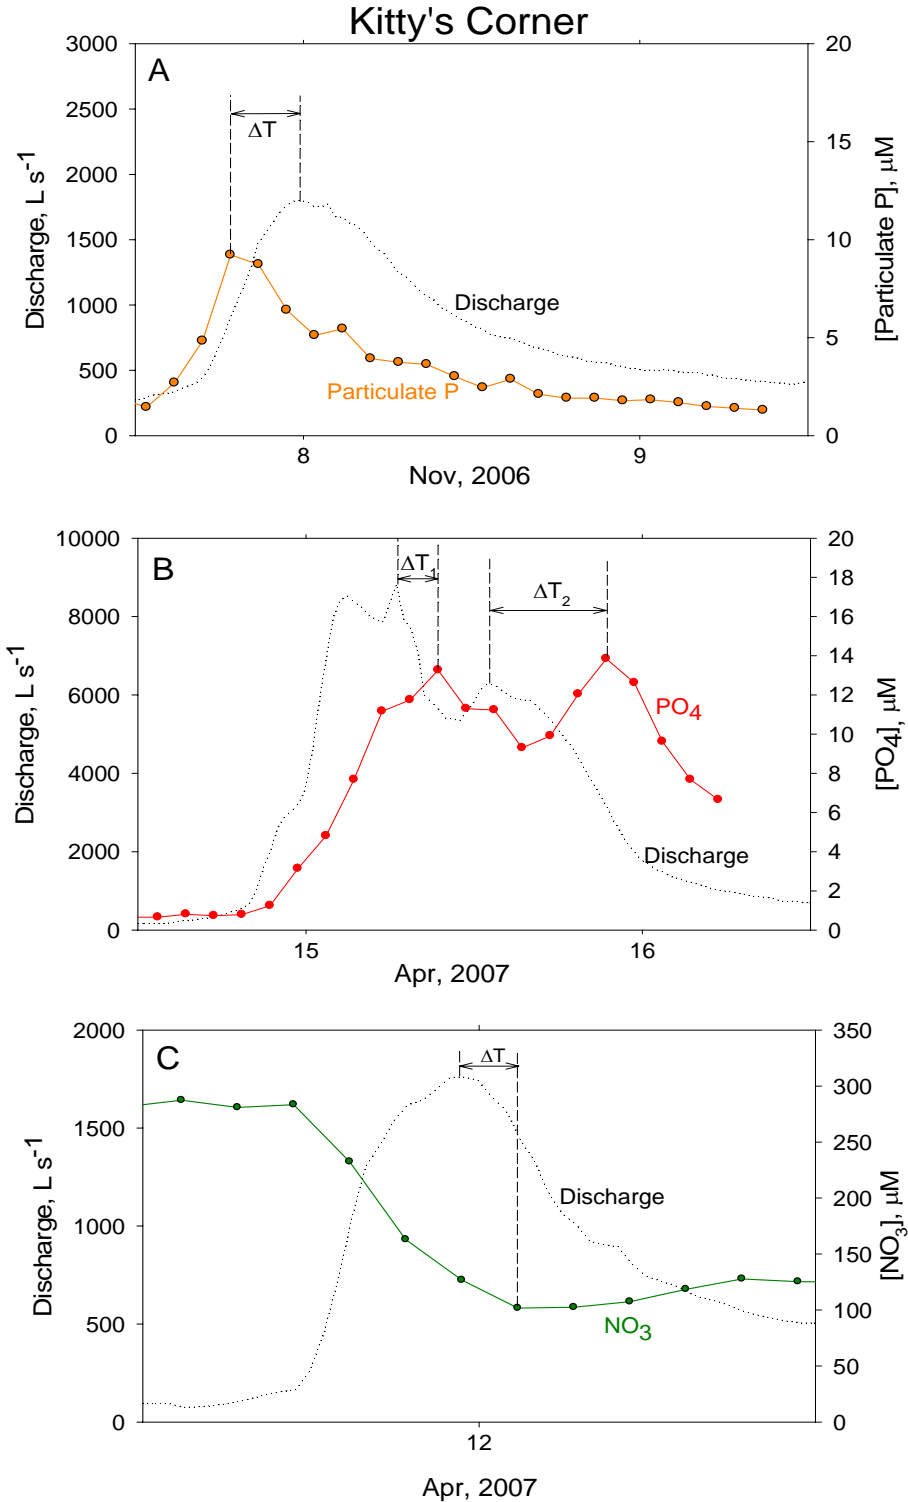 Kitty's Corner
A
3000
2500
2000
1500
1000
500
0
Discharge, L s⁻¹
20
15
10
5
0
[Particulate P], μM
ΔT
Discharge
Particulate P
8
9
Nov, 2006
B
10000
8000
6000
4000
2000
0
Discharge, L s⁻¹
20
18
16
14
12
10
8
6
4
2
0
[PO₄], μM
ΔT₁
ΔT₂
PO₄
Discharge
15
16
Apr, 2007
C
2000
1500
1000
500
0
Discharge, L s⁻¹
350
300
250
200
150
100
50
0
[NO₃], μM
ΔT
Discharge
NO₃
12
Apr, 2007